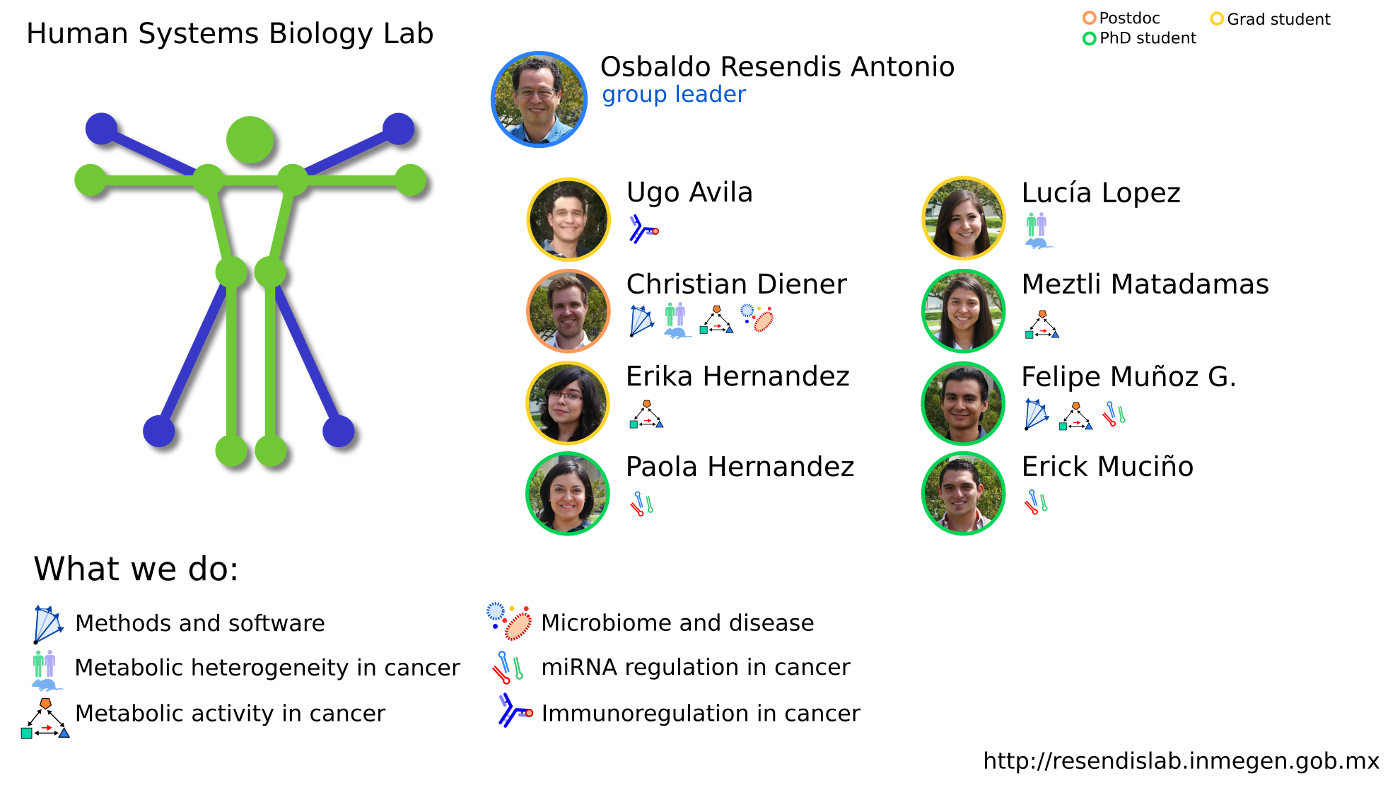 Human Systems Biology Lab
Postdoc
Grad student
PhD student
Osbaldo Resendis Antonio
group leader
Ugo Avila
Lucía Lopez
Christian Diener
Meztli Matadamas
Erika Hernandez
Felipe Muñoz G.
Paola Hernandez
Erick Muciño
What we do:
Methods and software
Microbiome and disease
Metabolic heterogeneity in cancer
miRNA regulation in cancer
Metabolic activity in cancer
Immunoregulation in cancer
http://resendislab.inmegen.gob.mx